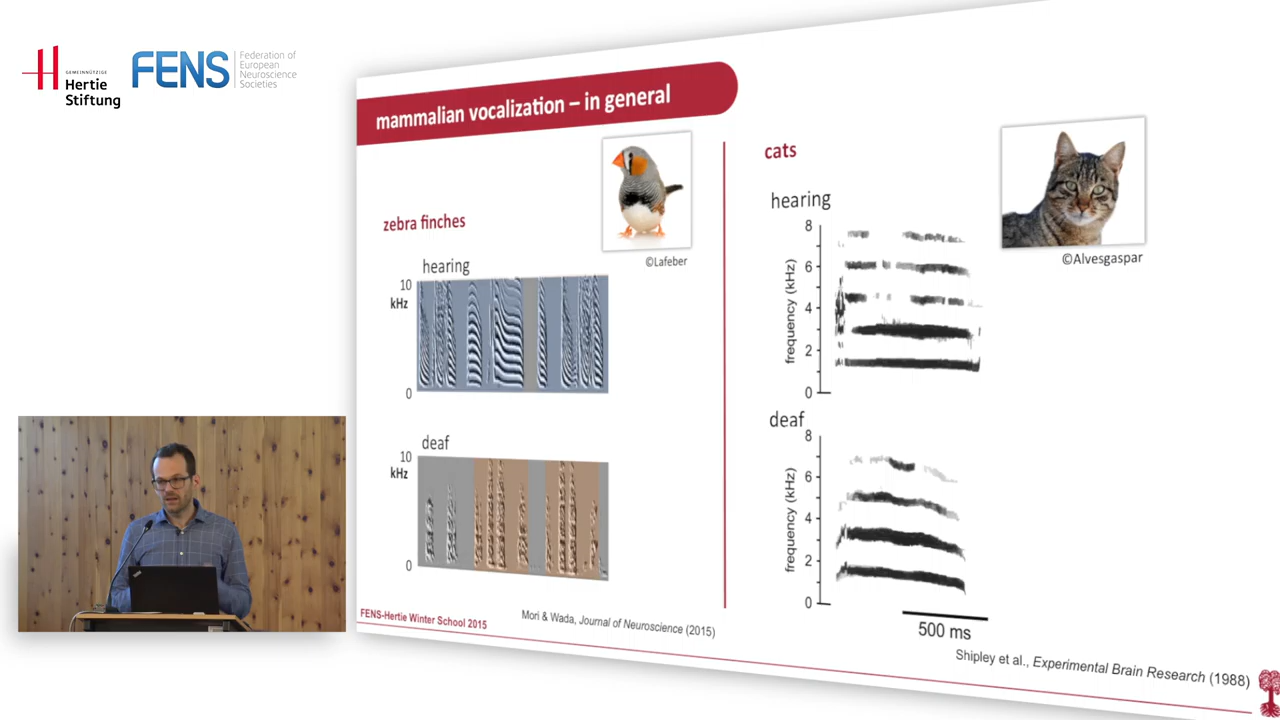 GEMEINNÜTZIGE
Hertie
Stiftung
FENS
Federation of
European
Neuroscience
Societies
mammalian vocalization – in general
zebra finches
©Lafeber
hearing
10
kHz
0
deaf
10
kHz
0
cats
©Alvesgaspar
hearing
8
6
4
2
0
frequency (kHz)
deaf
8
6
4
2
0
frequency (kHz)
500 ms
FENS-Hertie Winter School 2015
Mori & Wada, Journal of Neuroscience (2015)
Shipley et al., Experimental Brain Research (1988)